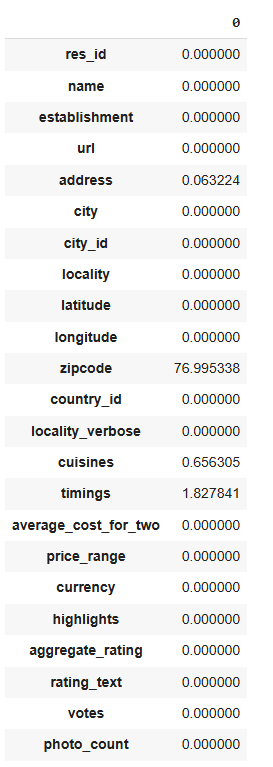 0
res_id 0.000000
name 0.000000
establishment 0.000000
url 0.000000
address 0.063224
city 0.000000
city_id 0.000000
locality 0.000000
latitude 0.000000
longitude 0.000000
zipcode 76.995338
country_id 0.000000
locality_verbose 0.000000
cuisines 0.656305
timings 1.827841
average_cost_for_two 0.000000
price_range 0.000000
currency 0.000000
highlights 0.000000
aggregate_rating 0.000000
rating_text 0.000000
votes 0.000000
photo_count 0.000000